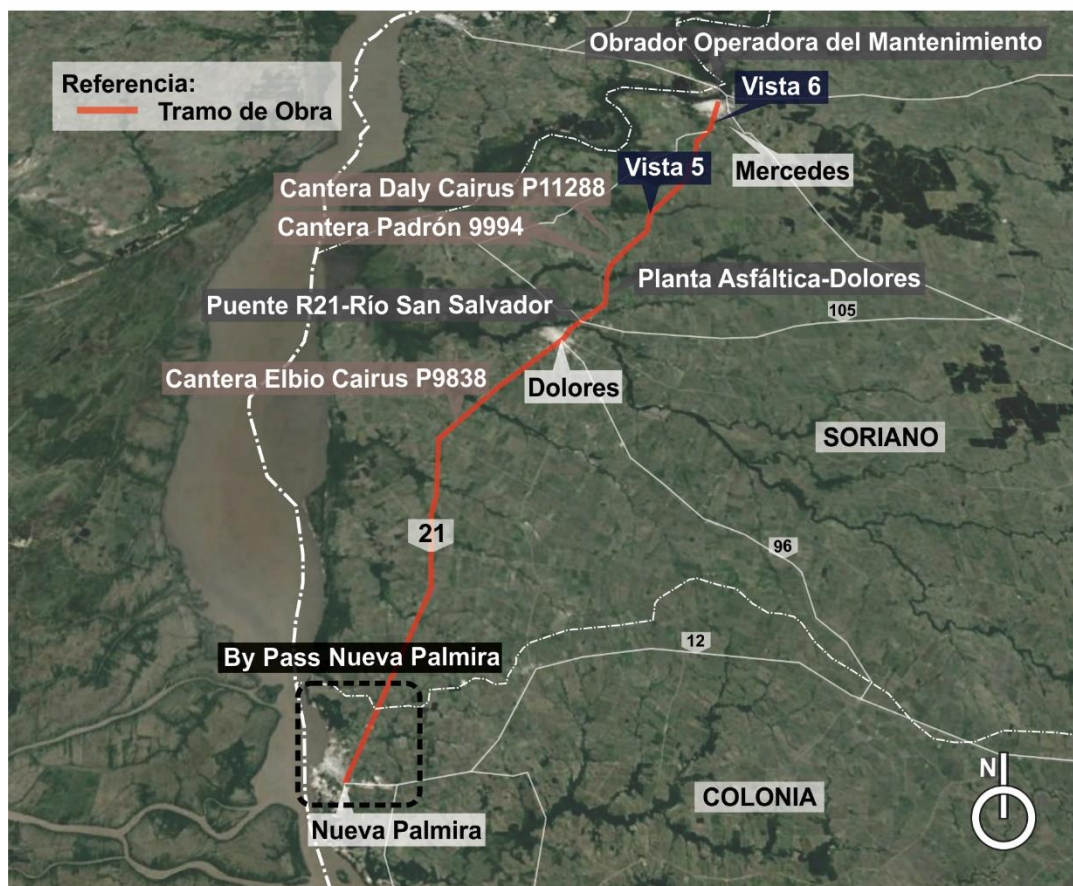 Obrador Operadora del Mantenimiento
Referencia:
Tramo de Obra
Vista 6
Vista 5
Mercedes
Cantera Daly Cairus P11288
Cantera Padrón 9994
Planta Asfáltica-Dolores
Puente R21-Río San Salvador
105
Cantera Elbio Cairus P9838
Dolores
SORIANO
21
96
12
By Pass Nueva Palmira
N
COLONIA
Nueva Palmira